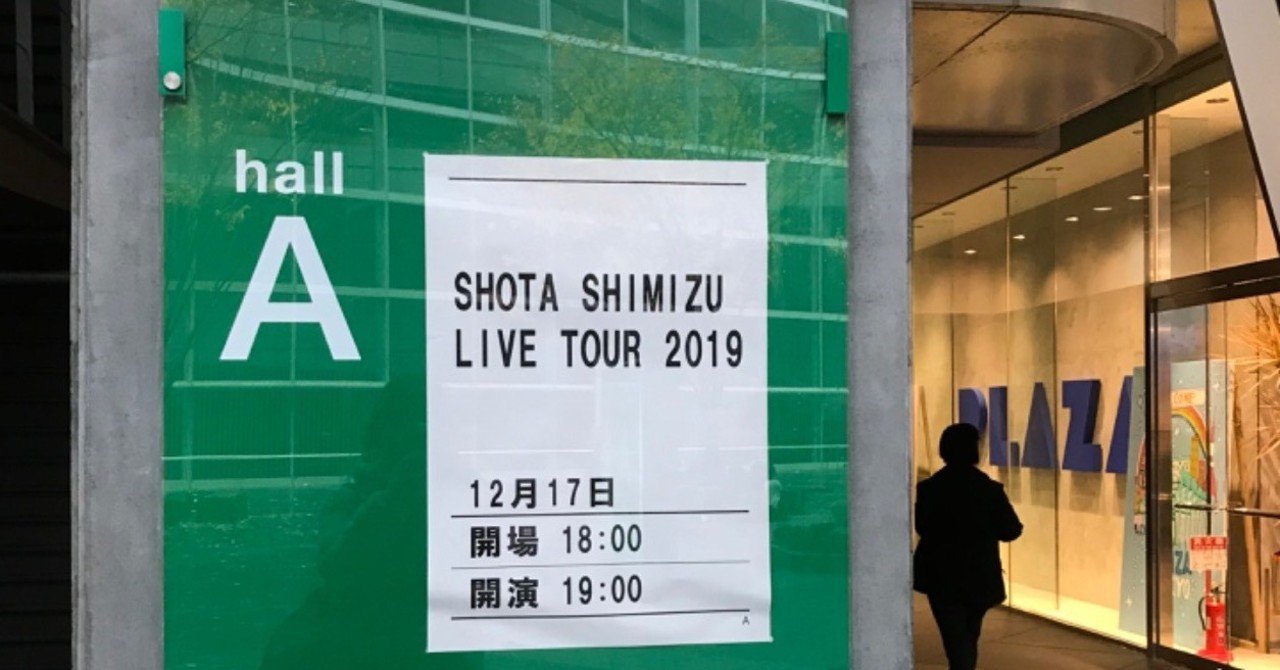 hall
A
SHOTA SHIMIZU
LIVE TOUR 2019
12月17日
開場 18:00
開演 19:00
A
PLAZA